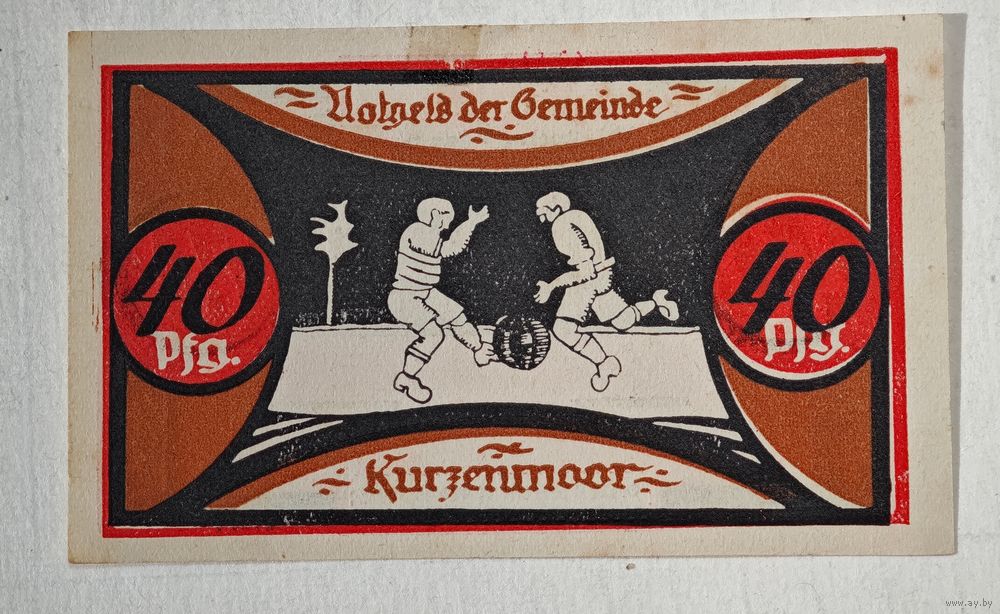 Notgeld der Gemeinde
40
Pfg.
40
Pfg.
Kurzenmoor
www.ay.by